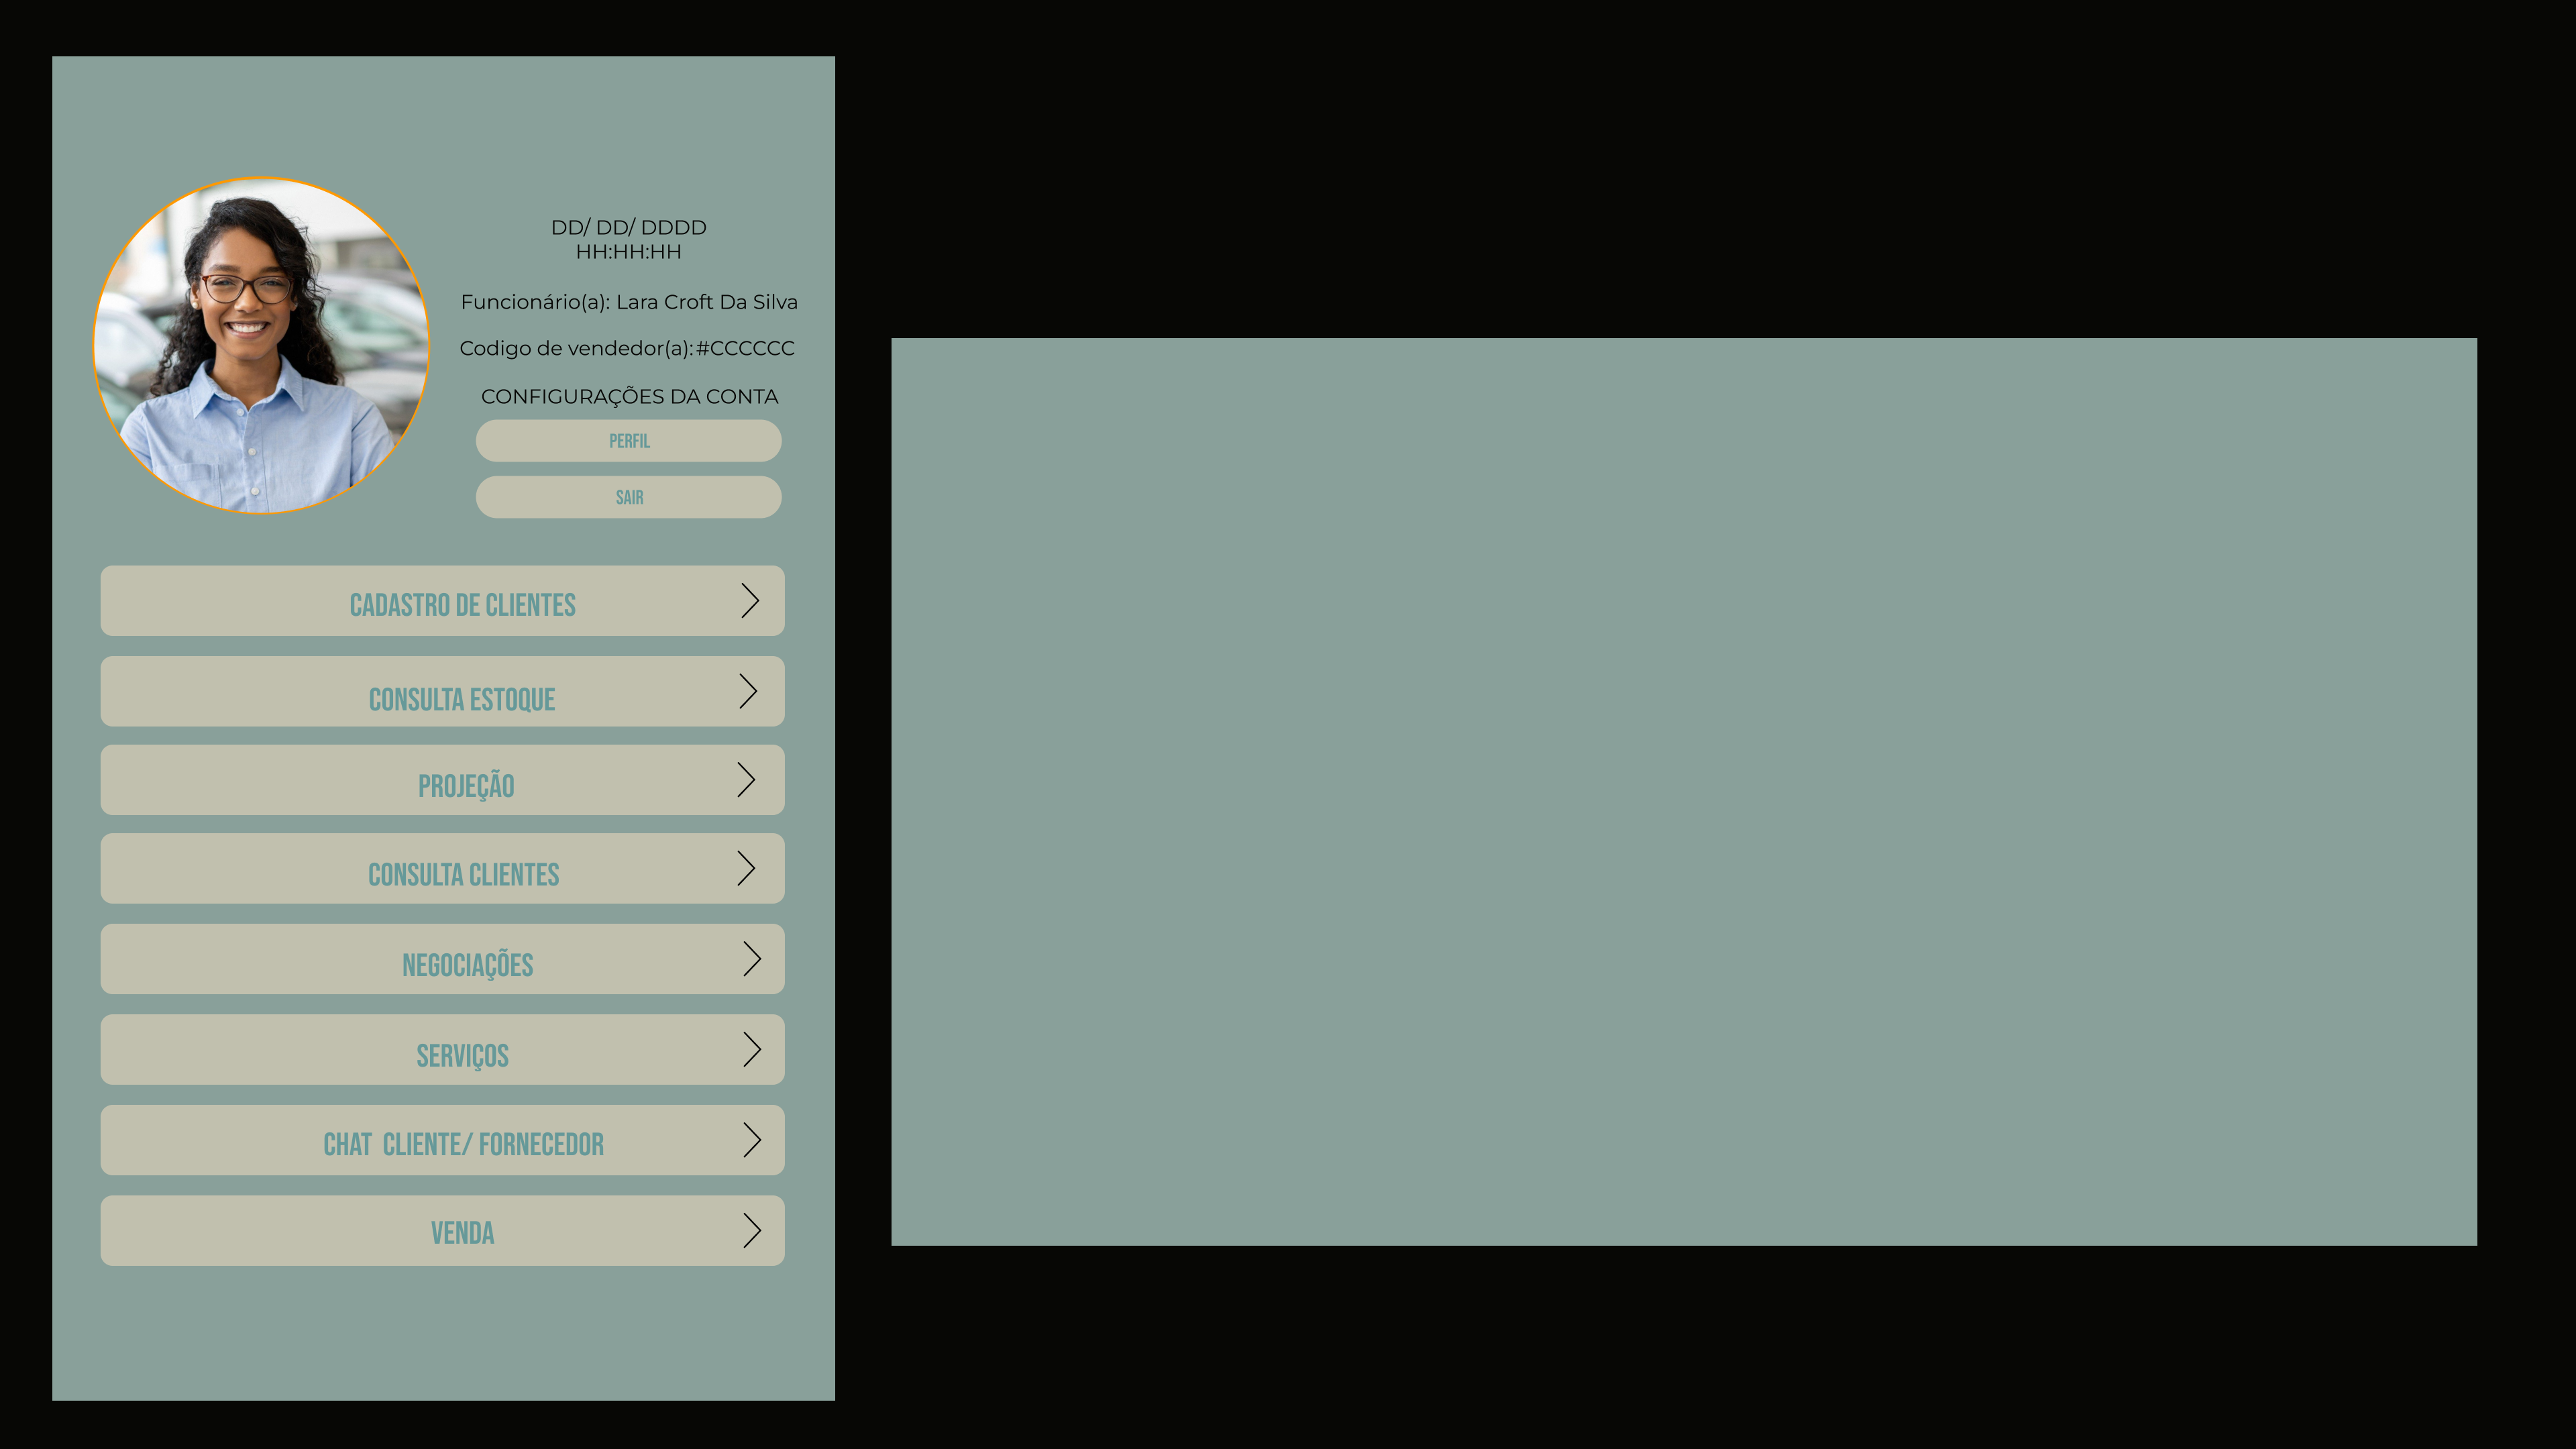 DD/ DD/ DDDD
HH:HH:HH
Funcionário(a): Lara Croft Da Silva
Codigo de vendedor(a):#CCCCCC
CONFIGURAÇÕES DA CONTA
PERFIL
SAIR
CADASTRO DE CLIENTES
CONSULTA ESTOQUE
PROJEÇÃO
CONSULTA CLIENTES
NEGOCIAÇÕES
SERVIÇOS
CHAT CLIENTE/ FORNECEDOR
VENDA